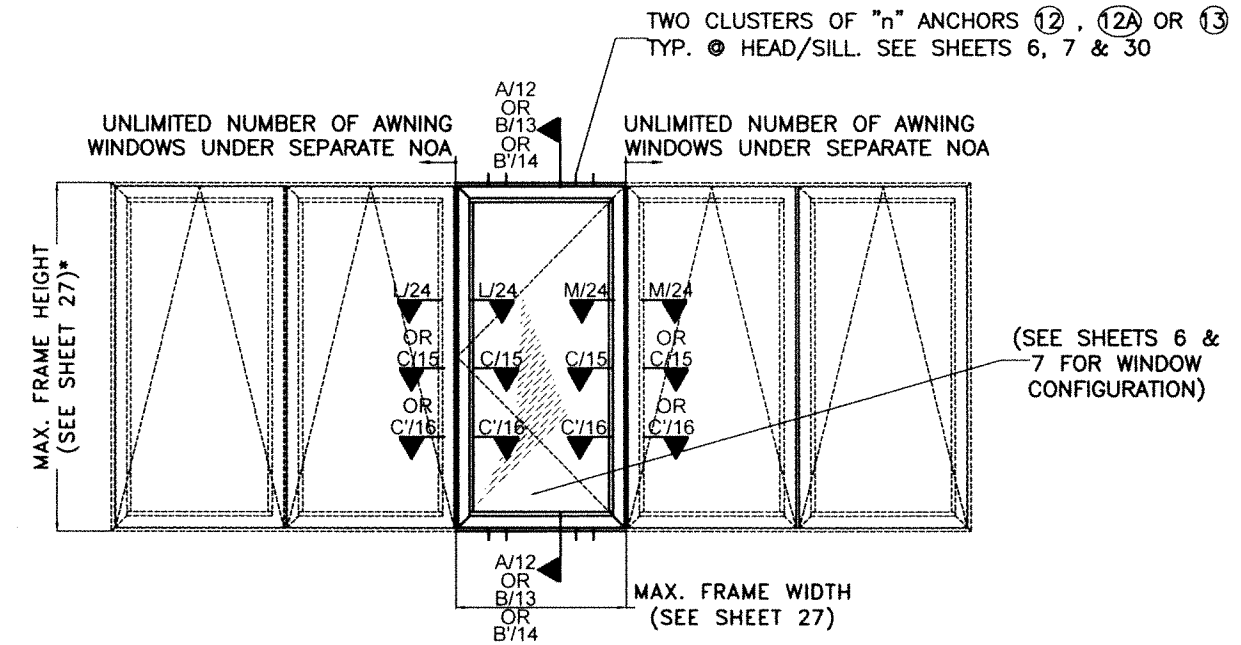 TWO CLUSTERS OF "n" ANCHORS 12 , 12A OR 13
TYP. @ HEAD/SILL. SEE SHEETS 6, 7 & 30
A/12
OR
B/13
OR
B'/14
UNLIMITED NUMBER OF AWNING
WINDOWS UNDER SEPARATE NOA
UNLIMITED NUMBER OF AWNING
WINDOWS UNDER SEPARATE NOA
MAX. FRAME HEIGHT
(SEE SHEET 27)*
L/24 L/24 M/24 M/24
OR OR
C/15 C/15 C/15 C/15
OR OR
C'/16 C'/16 C'/16 C'/16
(SEE SHEETS 6 &
7 FOR WINDOW
CONFIGURATION)
A/12
OR
B/13
OR
B'/14
MAX. FRAME WIDTH
(SEE SHEET 27)